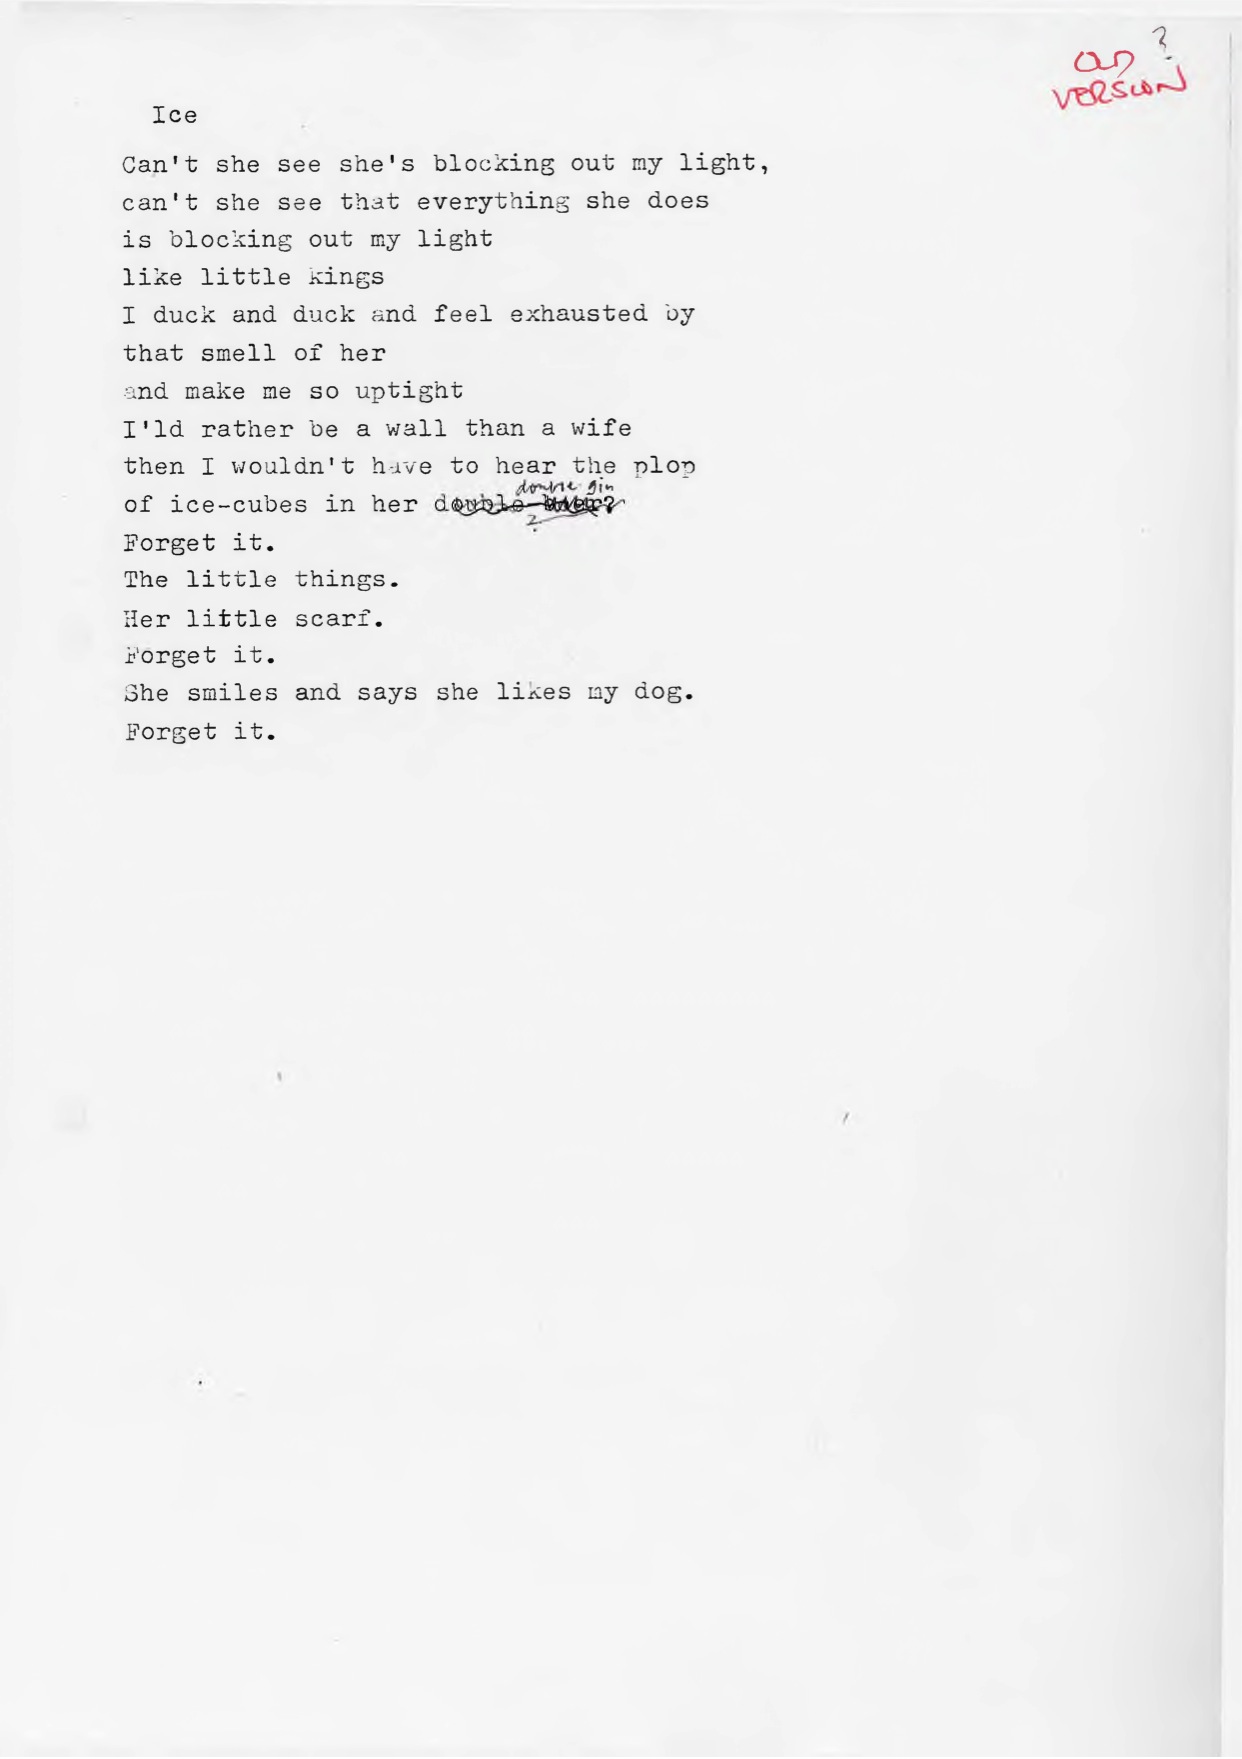 OLD ?
VERSION
Ice
Can't she see she's blocking out my light,
can't she see that everything she does
is blocking out my light
like little kings
I duck and duck and feel exhausted by
that smell of her
and make me so uptight
I'ld rather be a wall than a wife
then I wouldn't have to hear the plop
double gin
of ice-cubes in her double
?
Forget it.
The little things.
Her little scarf.
Forget it.
She smiles and says she likes my dog.
Forget it.